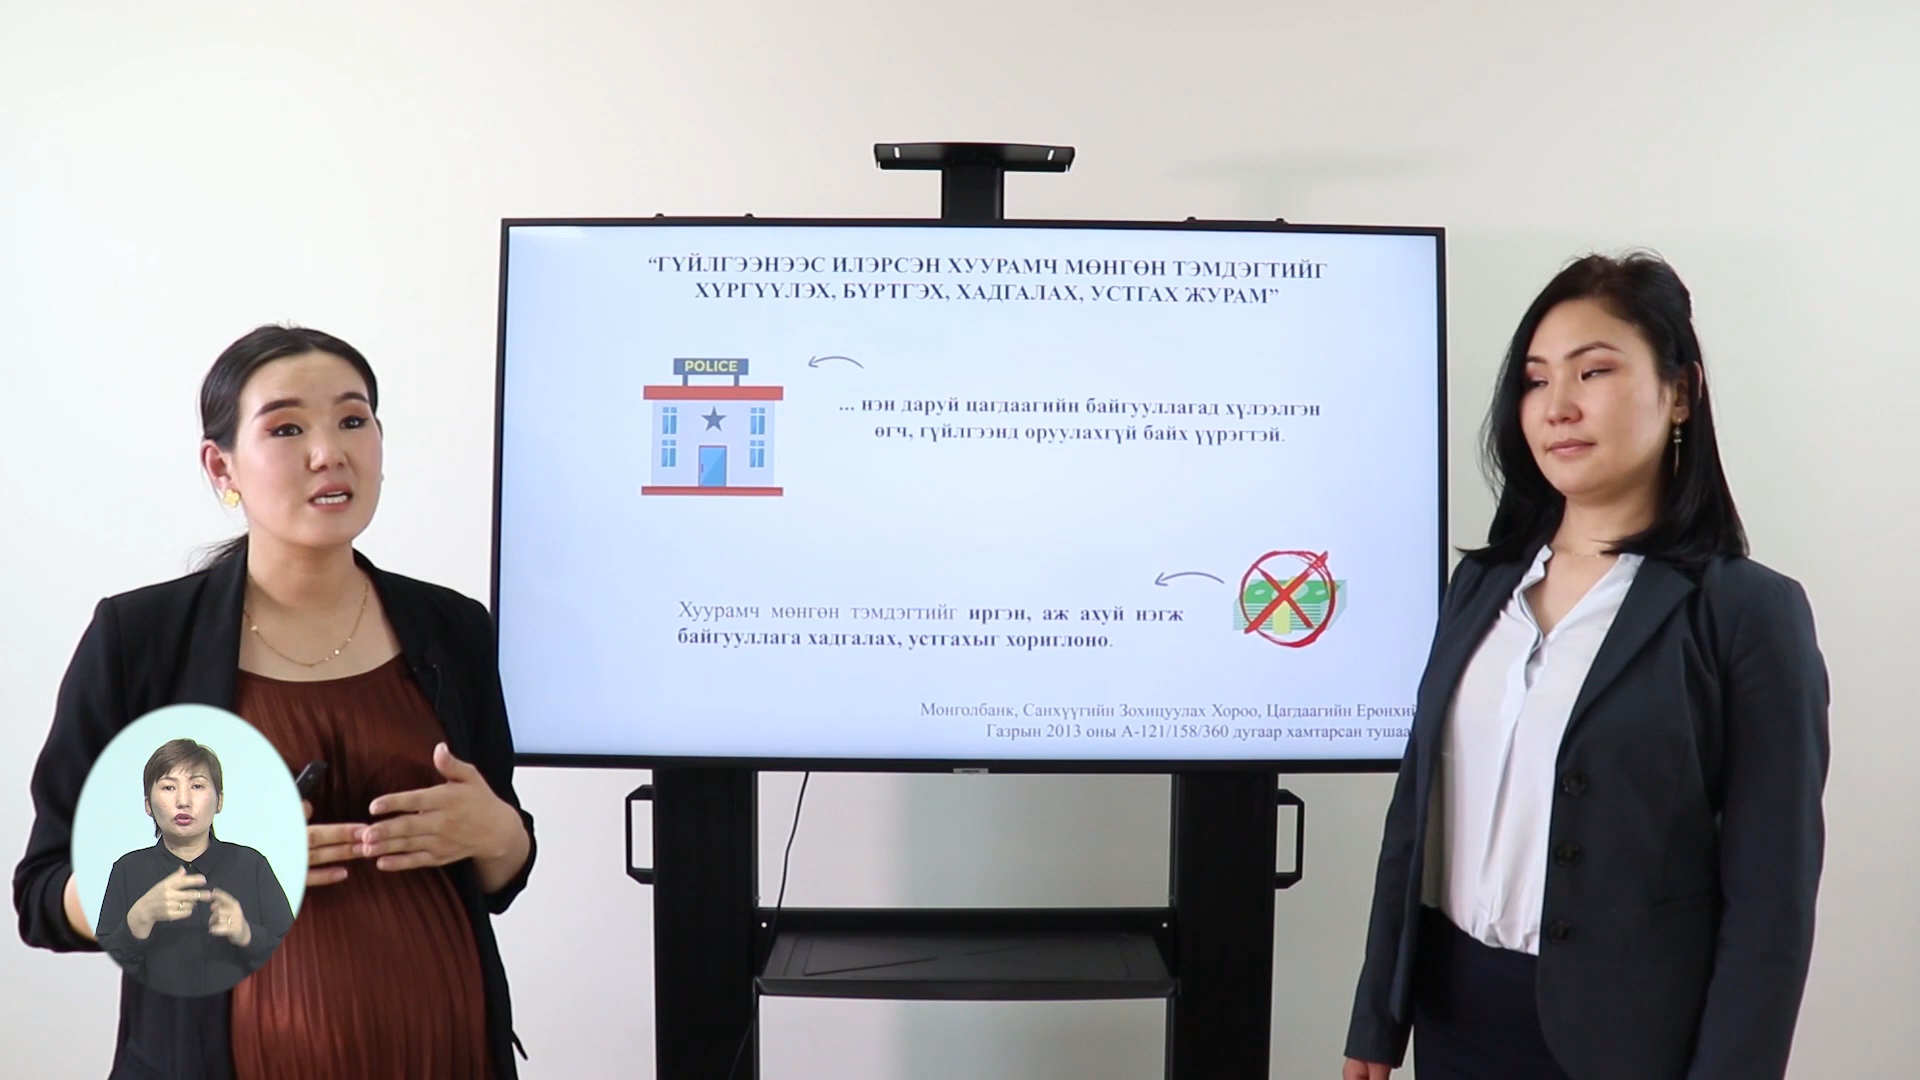 “ГҮЙЛГЭЭНЭЭС ИЛЭРСЭН ХУУРАМЧ МӨНГӨН ТЭМДЭГТИЙГ
ХҮРГҮҮЛЭХ, БҮРТГЭХ, ХАДГАЛАХ, УСТГАХ ЖУРАМ”
POLICE
... нэн даруй цагдаагийн байгууллагад хүлээлгэн
өгч, гүйлгээнд оруулахгүй байх үүрэгтэй.
Хуурамч мөнгөн тэмдэгтийг иргэн, аж ахуй нэгж
байгууллага хадгалах, устгахыг хориглоно.
Монголбанк, Санхүүгийн Зохицуулах Хороо, Цагдаагийн Ерөнхий
Газрын 2013 оны А-121/158/360 дугаар хамтарсан тушаа